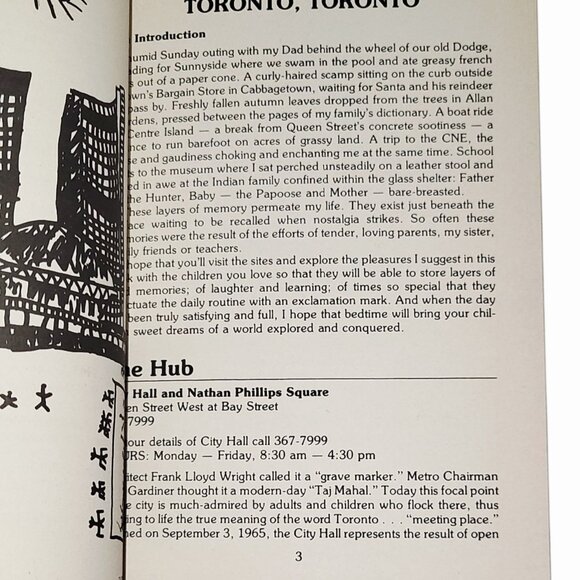 TORONTO, TORONTO
Introduction
umid Sunday outing with my Dad behind the wheel of our old Dodge,
ding for Sunnyside where we swam in the pool and ate greasy french
s out of a paper cone. A curly-haired scamp sitting on the curb outside
wn's Bargain Store in Cabbagetown, waiting for Santa and his reindeer
pass by. Freshly fallen autumn leaves dropped from the trees in Allan
rdens, pressed between the pages of my family's dictionary. A boat ride
Centre Island — a break from Queen Street's concrete sootiness — a
nce to run barefoot on acres of grassy land. A trip to the CNE, the
se and gaudiness choking and enchanting me at the same time. School
s to the museum where I sat perched unsteadily on a leather stool and
ed in awe at the Indian family confined within the glass shelter: Father
he Hunter, Baby — the Papoose and Mother — bare-breasted.
hese layers of memory permeate my life. They exist just beneath the
ace waiting to be recalled when nostalgia strikes. So often these
mories were the result of the efforts of tender, loving parents, my sister,
ily friends or teachers.
hope that you'll visit the sites and explore the pleasures I suggest in this
k with the children you love so that they will be able to store layers of
d memories; of laughter and learning; of times so special that they
ctuate the daily routine with an exclamation mark. And when the day
been truly satisfying and full, I hope that bedtime will bring your chil-
sweet dreams of a world explored and conquered.
he Hub
Hall and Nathan Phillips Square
en Street West at Bay Street
7999
our details of City Hall call 367-7999
URS: Monday — Friday, 8:30 am — 4:30 pm
itect Frank Lloyd Wright called it a "grave marker." Metro Chairman
Gardiner thought it a modern-day "Taj Mahal." Today this focal point
e city is much-admired by adults and children who flock there, thus
ing to life the true meaning of the word Toronto . . . "meeting place."
ned on September 3, 1965, the City Hall represents the result of open
3